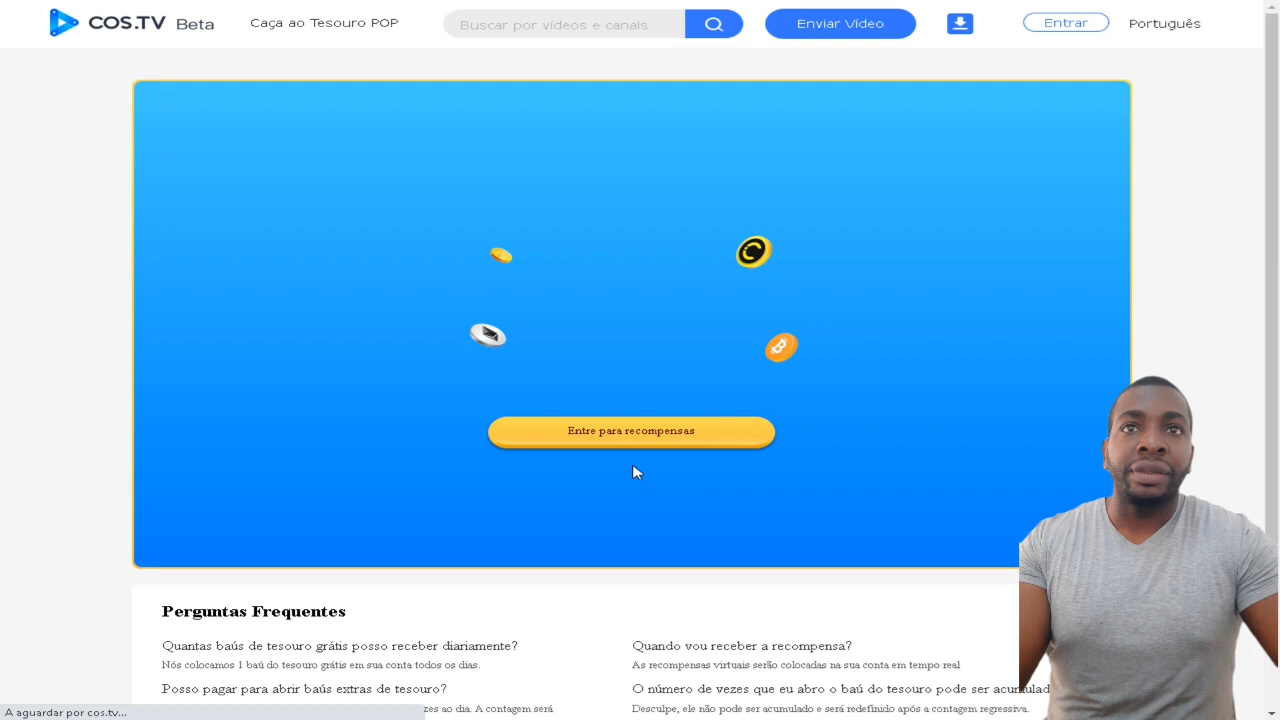 COS.TV Beta
Caça ao Tesouro POP
Buscar por vídeos e canais
Enviar Vídeo
Entrar
Português
Entre para recompensas
Perguntas Frequentes
Quantas baús de tesouro grátis posso receber diariamente?
Nós colocamos 1 baú do tesouro grátis em sua conta todos os dias.
Quando vou receber a recompensa?
As recompensas virtuais serão colocadas na sua conta em tempo real
Posso pagar para abrir baús extras de tesouro?
zes ao dia. A contagem será
O número de vezes que eu abro o baú do tesouro pode ser acumulad
Desculpe, ele não pode ser acumulado e será redefinido após a contagem regressiva.
A aguardar por cos.tv...